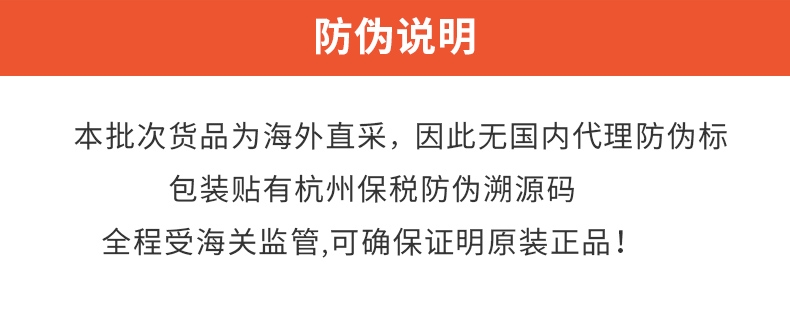 防伪说明
本批次货品为海外直采，因此无国内代理防伪标
包装贴有杭州保税防伪溯源码
全程受海关监管,可确保证明原装正品！